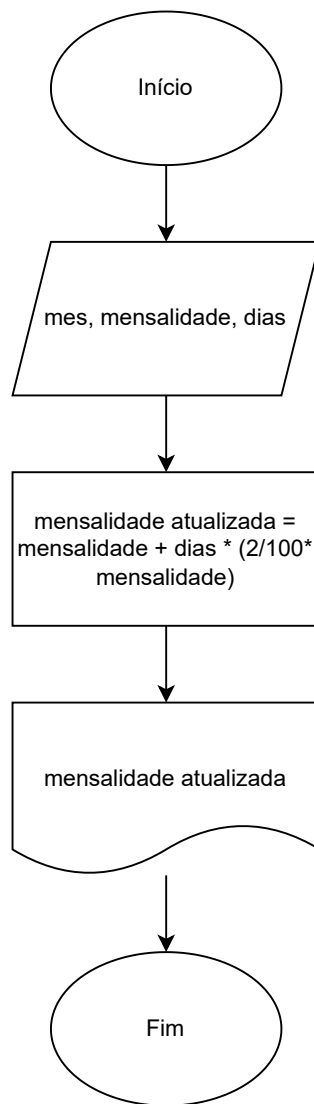 Início
mes, mensalidade, dias
mensalidade atualizada =
mensalidade + dias * (2/100*
mensalidade)
mensalidade atualizada
Fim